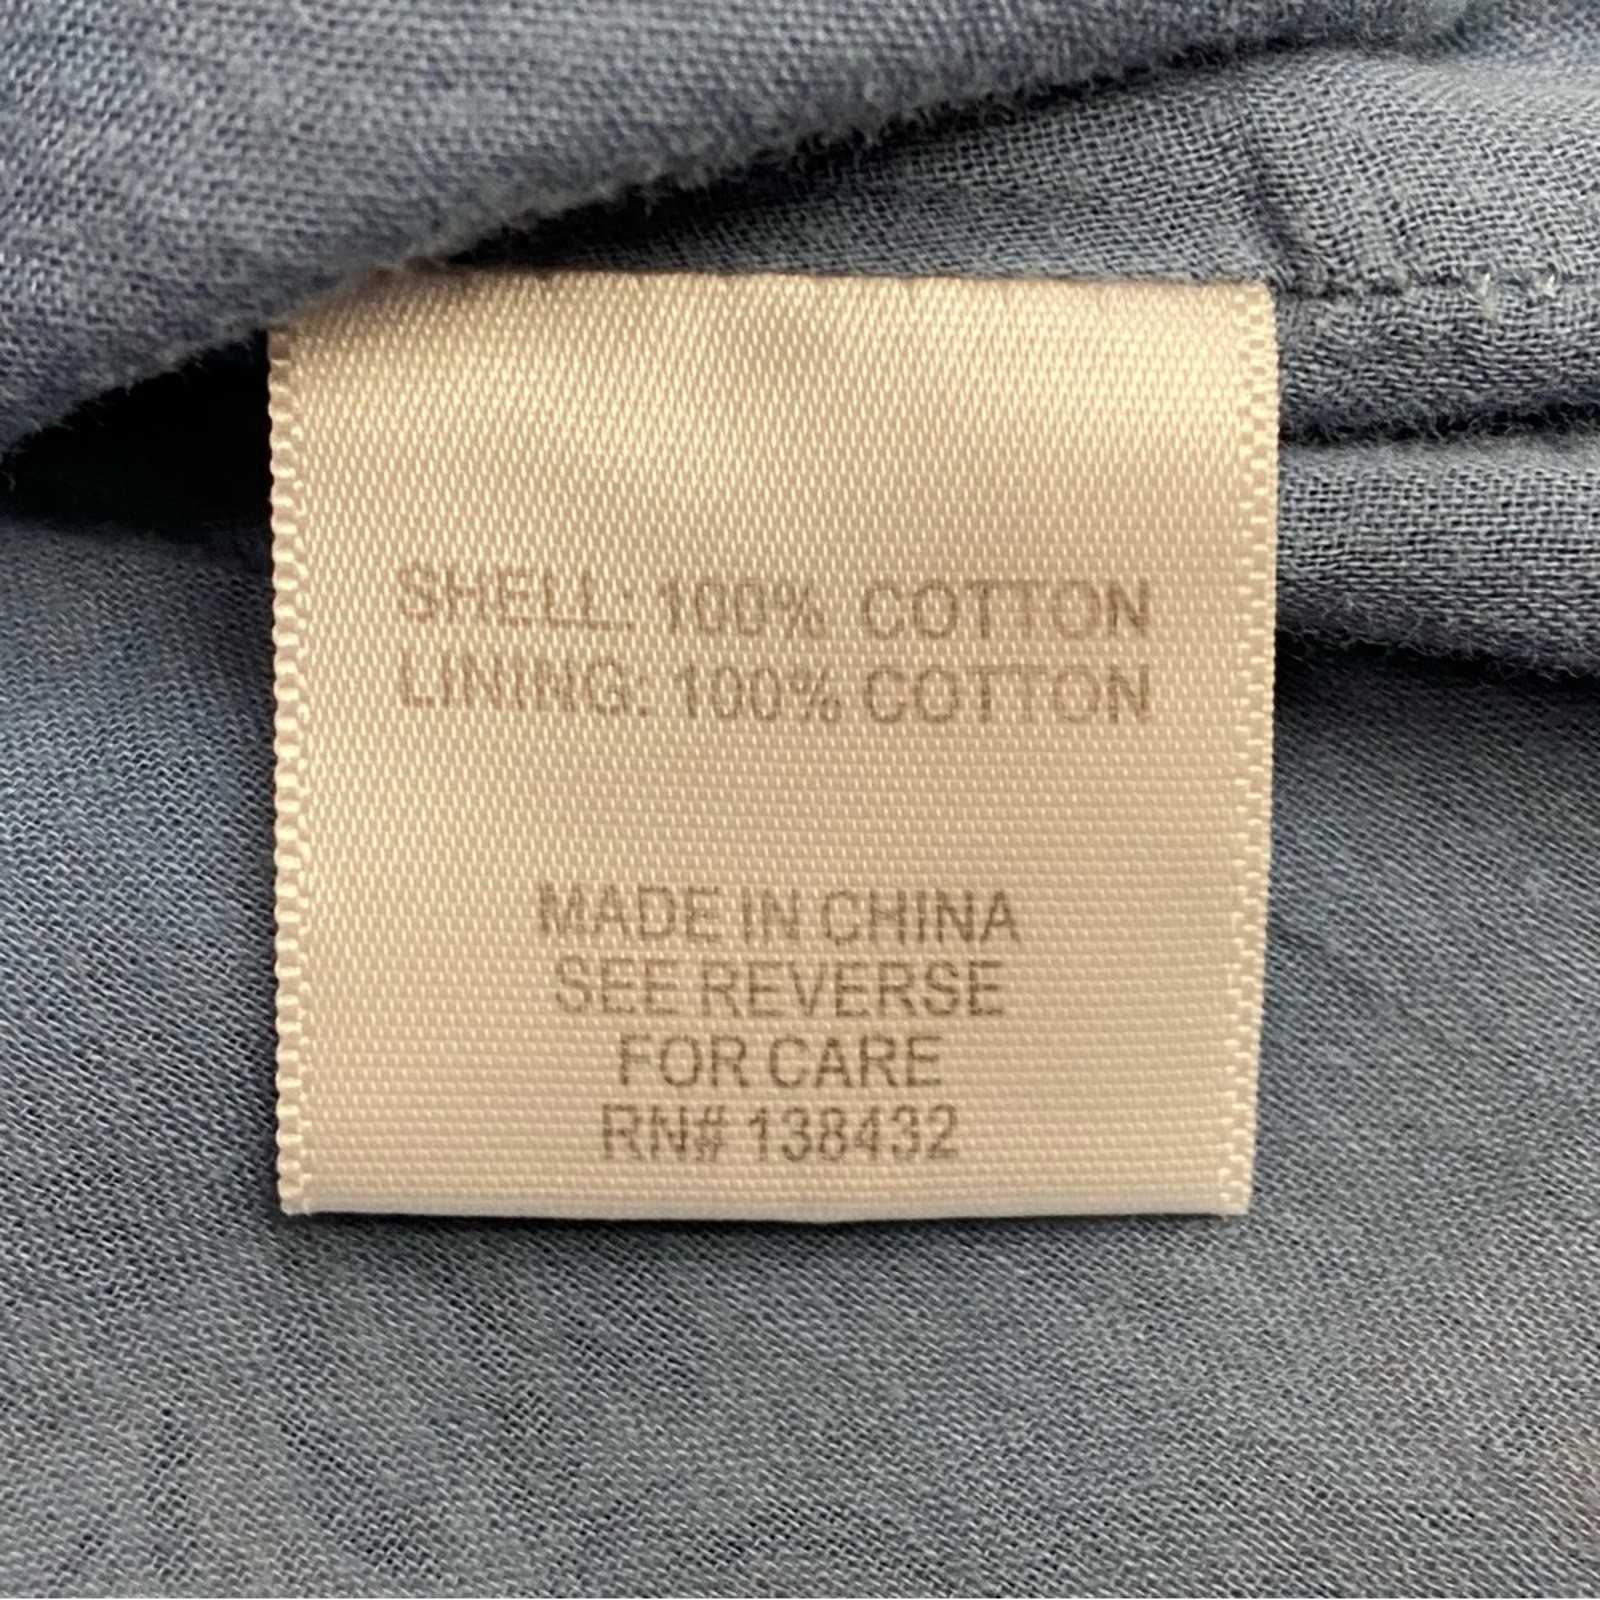 SHELL: 100% COTTON
LINING: 100% COTTON
MADE IN CHINA
SEE REVERSE
FOR CARE
RN# 138432